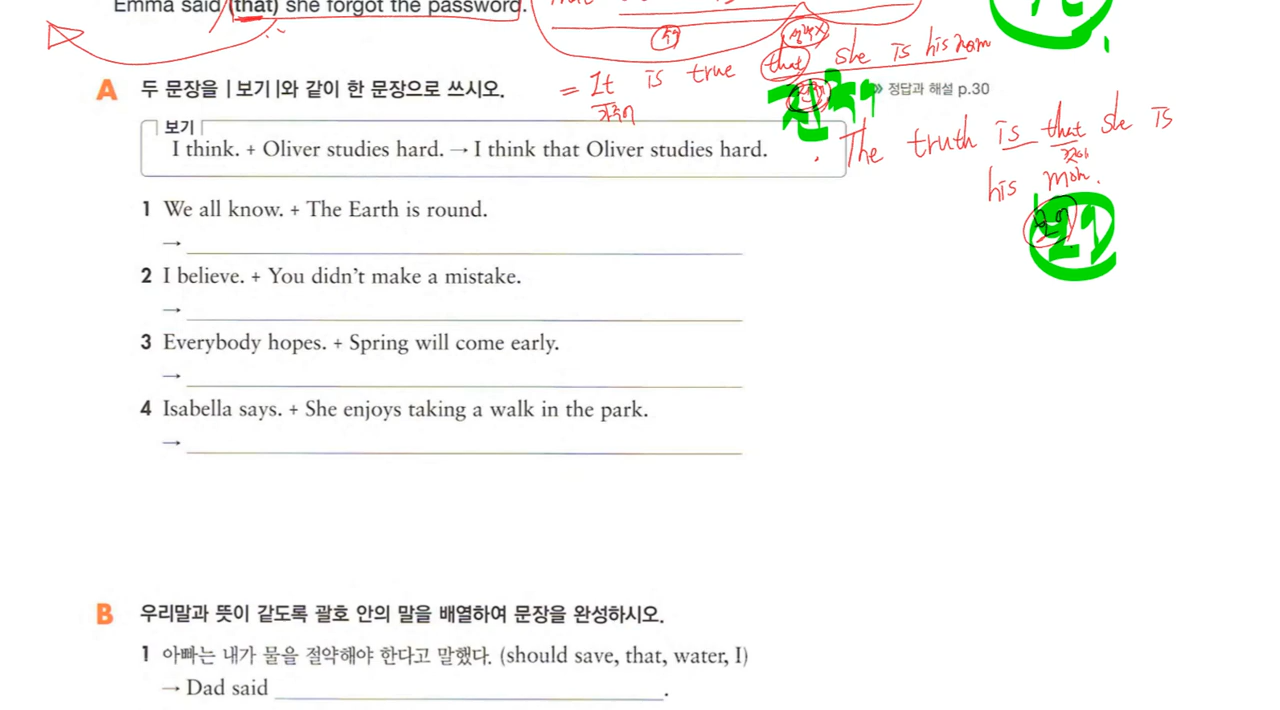 Emma said (that) she forgot the password.
= It is true that she is his mom
가주어
진주어
A 두 문장을 |보기|와 같이 한 문장으로 쓰시오.
정답과 해설 p.30
보기
I think. + Oliver studies hard. → I think that Oliver studies hard.
The truth is that she is
his mom.
보어
1 We all know. + The Earth is round.
→
2 I believe. + You didn't make a mistake.
→
3 Everybody hopes. + Spring will come early.
→
4 Isabella says. + She enjoys taking a walk in the park.
→
B 우리말과 뜻이 같도록 괄호 안의 말을 배열하여 문장을 완성하시오.
1 아빠는 내가 물을 절약해야 한다고 말했다. (should save, that, water, I)
→ Dad said .